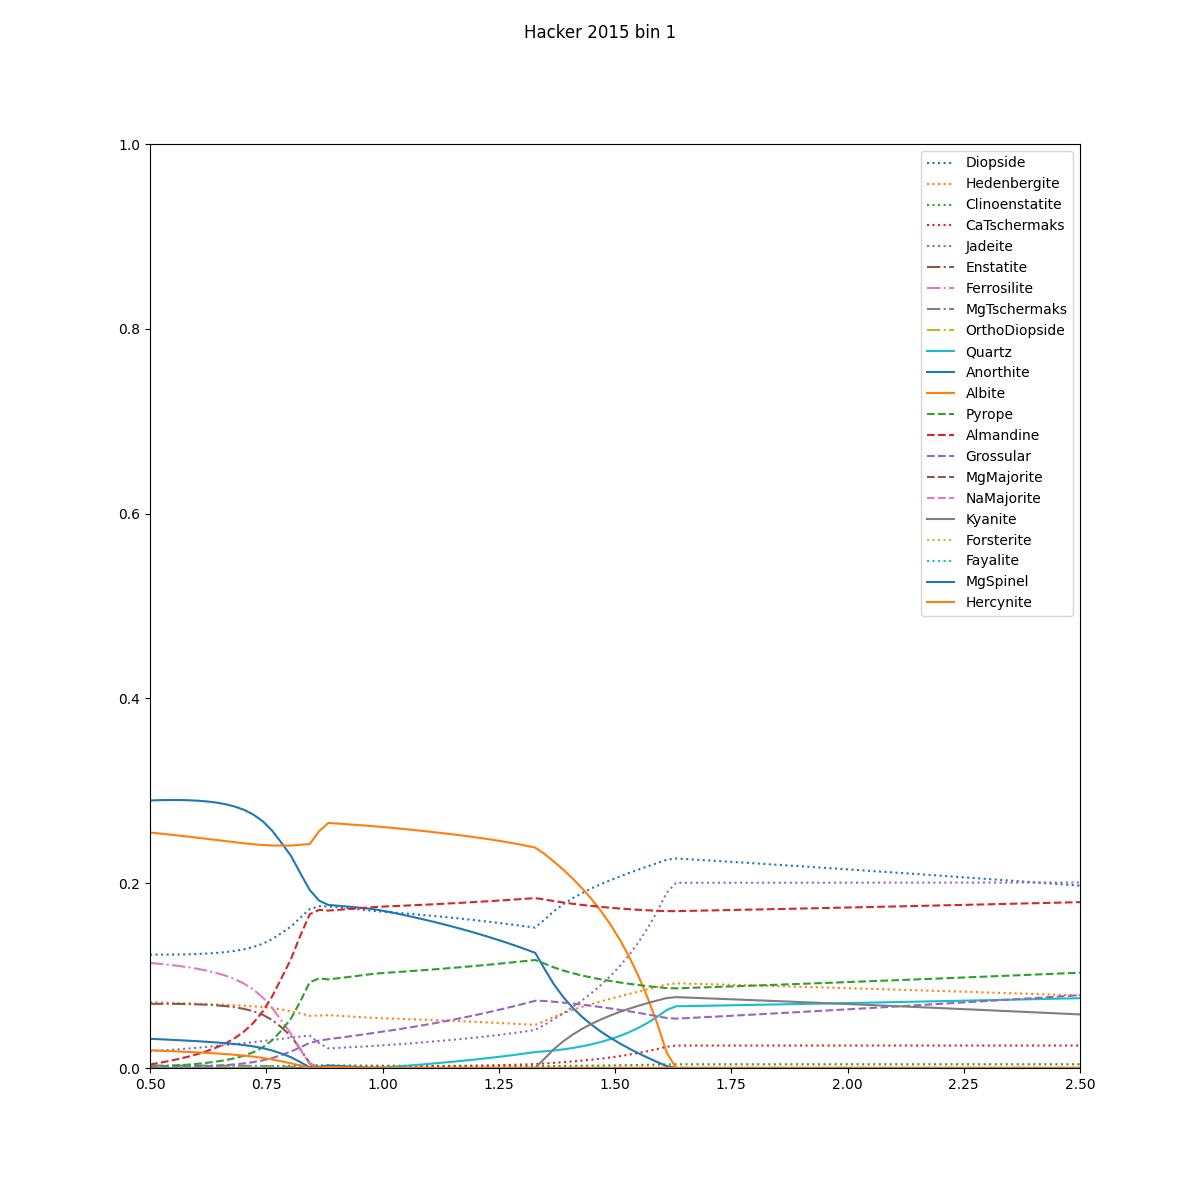 Hacker 2015 bin 1
1.0
0.8
0.6
0.4
0.2
0.0
0.50 0.75 1.00 1.25 1.50 1.75 2.00 2.25 2.50
Diopside
Hedenbergite
Clinoenstatite
CaTschermaks
Jadeite
Enstatite
Ferrosilite
MgTschermaks
OrthoDiopside
Quartz
Anorthite
Albite
Pyrope
Almandine
Grossular
MgMajorite
NaMajorite
Kyanite
Forsterite
Fayalite
MgSpinel
Hercynite